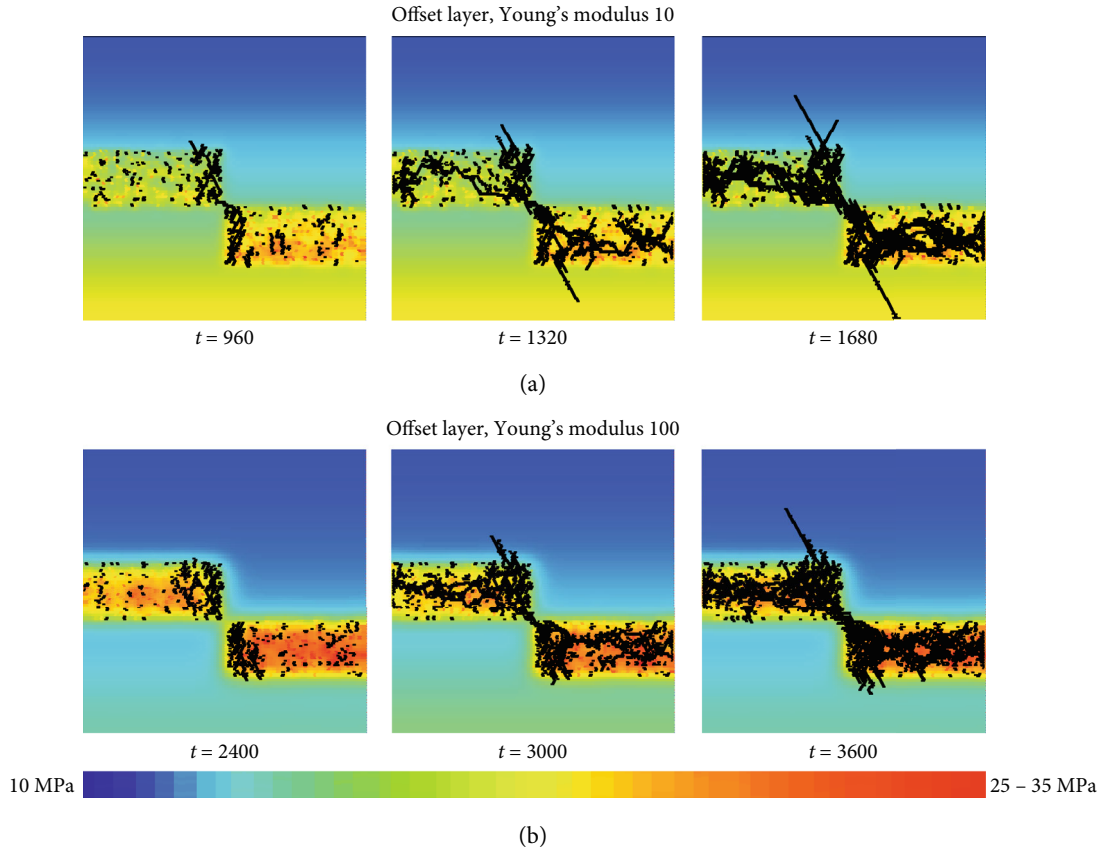 Offset layer, Young's modulus 10
t = 960
t = 1320
t = 1680
(a)
Offset layer, Young's modulus 100
t = 2400
t = 3000
t = 3600
10 MPa
25 – 35 MPa
(b)